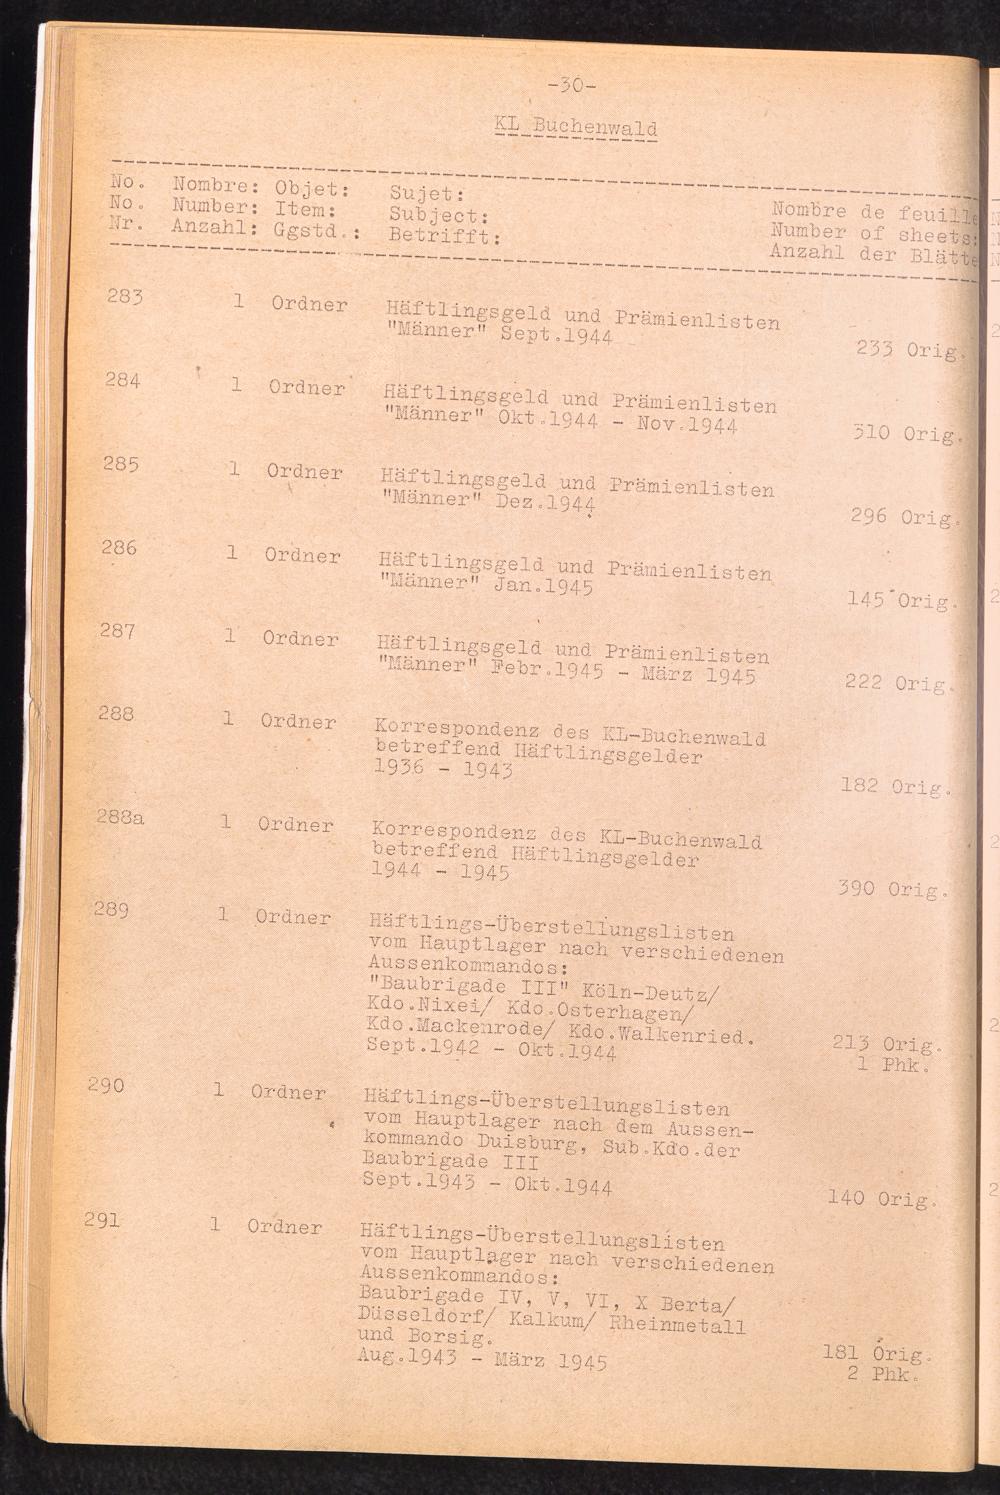 -30-
KL Buchenwald
No. Nombre: Objet: Sujet: Nombre de feuille
No. Number: Item: Subject: Number of sheets:
Nr. Anzahl: Ggstd.: Betrifft: Anzahl der Blätte
283 1 Ordner Häftlingsgeld und Prämienlisten
"Männer" Sept.1944
233 Orig.
284 1 Ordner Häftlingsgeld und Prämienlisten
"Männer" Okt.1944 - Nov.1944
310 Orig.
285 1 Ordner Häftlingsgeld und Prämienlisten
"Männer" Dez.1944
296 Orig.
286 1 Ordner Häftlingsgeld und Prämienlisten
"Männer" Jan.1945
145 Orig.
287 1 Ordner Häftlingsgeld und Prämienlisten
"Männer" Febr.1945 - März 1945
222 Orig.
288 1 Ordner Korrespondenz des KL-Buchenwald
betreffend Häftlingsgelder
1936 - 1943
182 Orig.
288a 1 Ordner Korrespondenz des KL-Buchenwald
betreffend Häftlingsgelder
1944 - 1945
390 Orig.
289 1 Ordner Häftlings-Überstellungslisten
vom Hauptlager nach verschiedenen
Aussenkommandos:
"Baubrigade III" Köln-Deutz/
Kdo.Nixei/ Kdo.Osterhagen/
Kdo.Mackenrode/ Kdo.Walkenried.
Sept.1942 - Okt.1944 213 Orig.
1 Phk.
290 1 Ordner Häftlings-Überstellungslisten
vom Hauptlager nach dem Aussen-
kommando Duisburg, Sub.Kdo.der
Baubrigade III
Sept.1943 - Okt.1944
140 Orig.
291 1 Ordner Häftlings-Überstellungslisten
vom Hauptlager nach verschiedenen
Aussenkommandos:
Baubrigade IV, V, VI, X Berta/
Düsseldorf/ Kalkum/ Rheinmetall
und Borsig.
Aug.1943 - März 1945 181 Orig.
2 Phk.